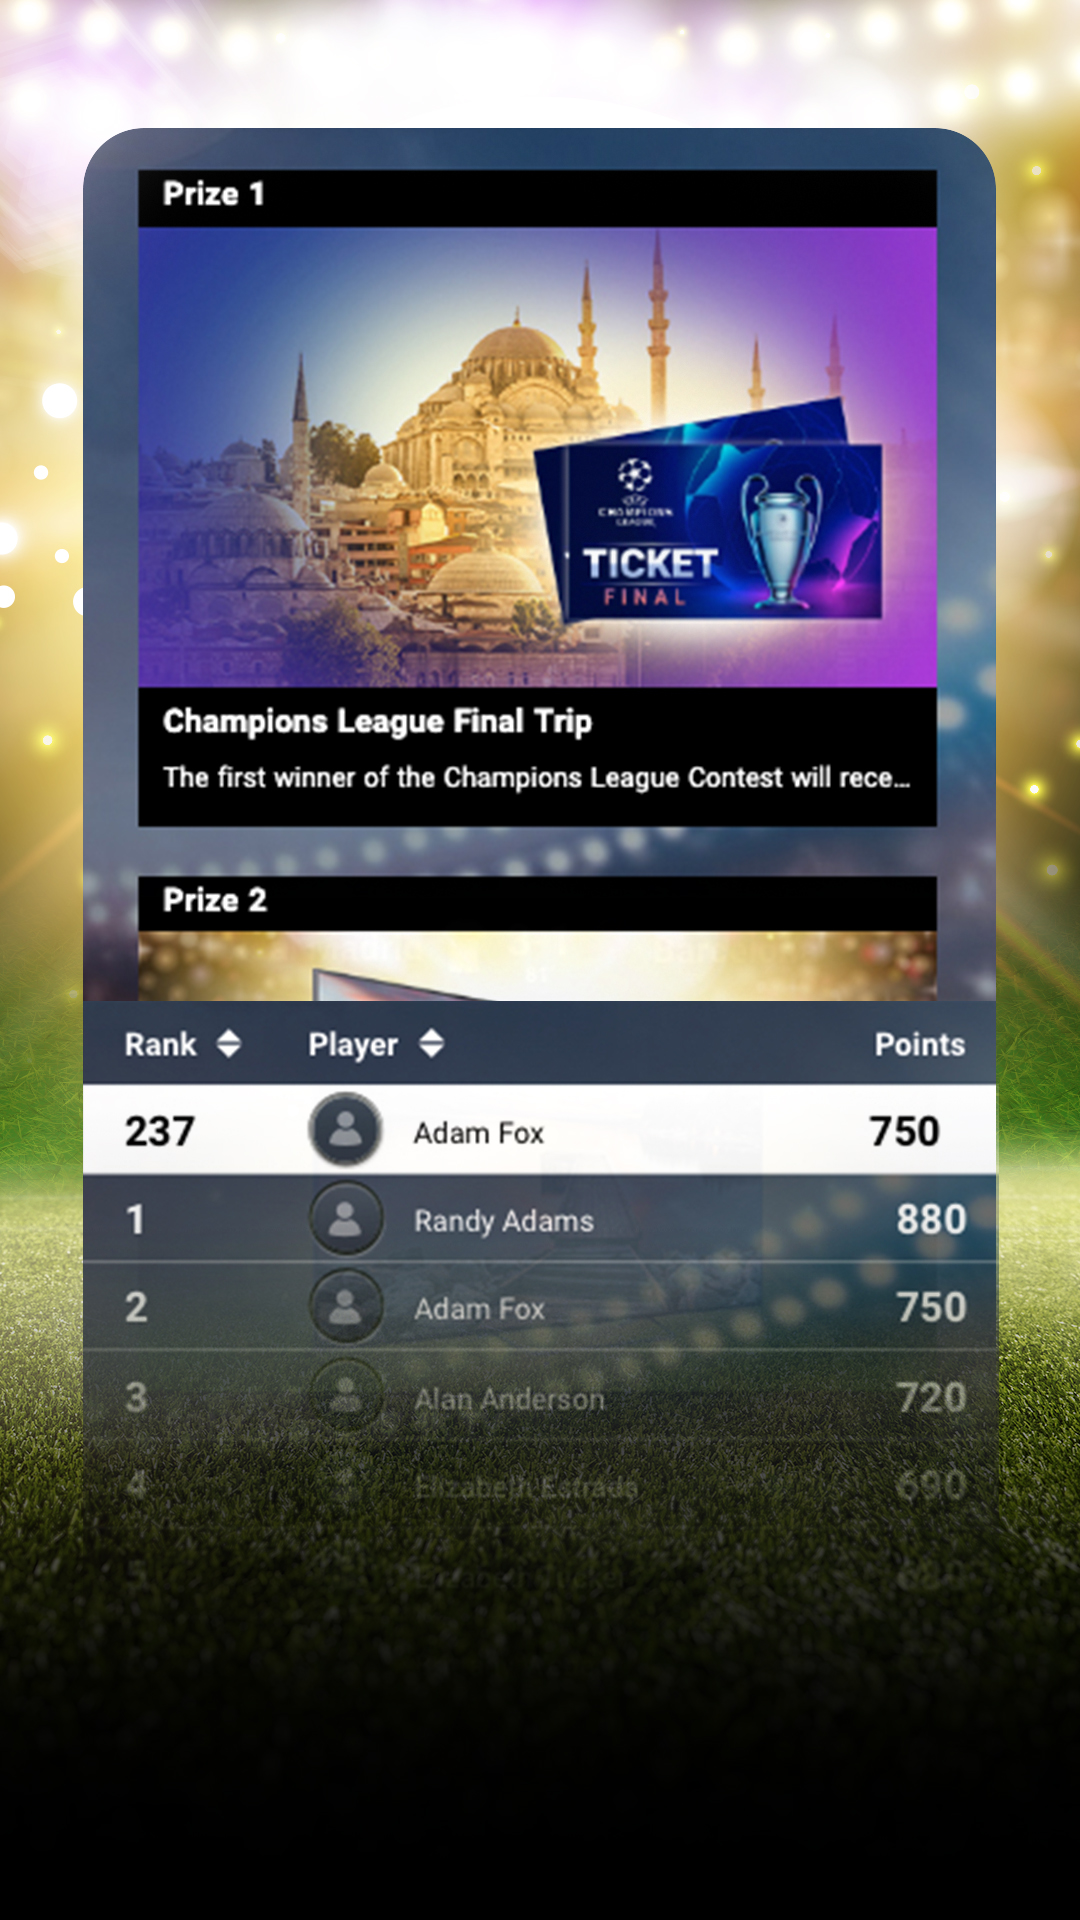 Prize 1
CHAMPIONS
LEAGUE
TICKET
FINAL
Champions League Final Trip
The first winner of the Champions League Contest will rece...
Prize 2
Rank Player Points
237 Adam Fox 750
1 Randy Adams 880
2 Adam Fox 750
3 Alan Anderson 720
4 Elizabeth Estrada 690
5